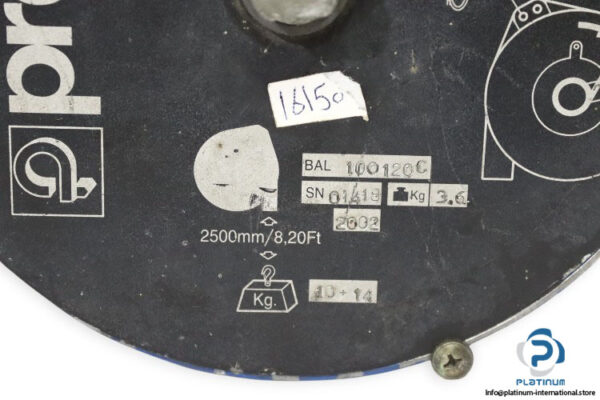 pro
16150
BAL 100120C
SN 01418 Kg 3.6
2002
2500mm/8,20Ft
?
Kg. 10 - 14
PLATINUM
info@platinum-international.store